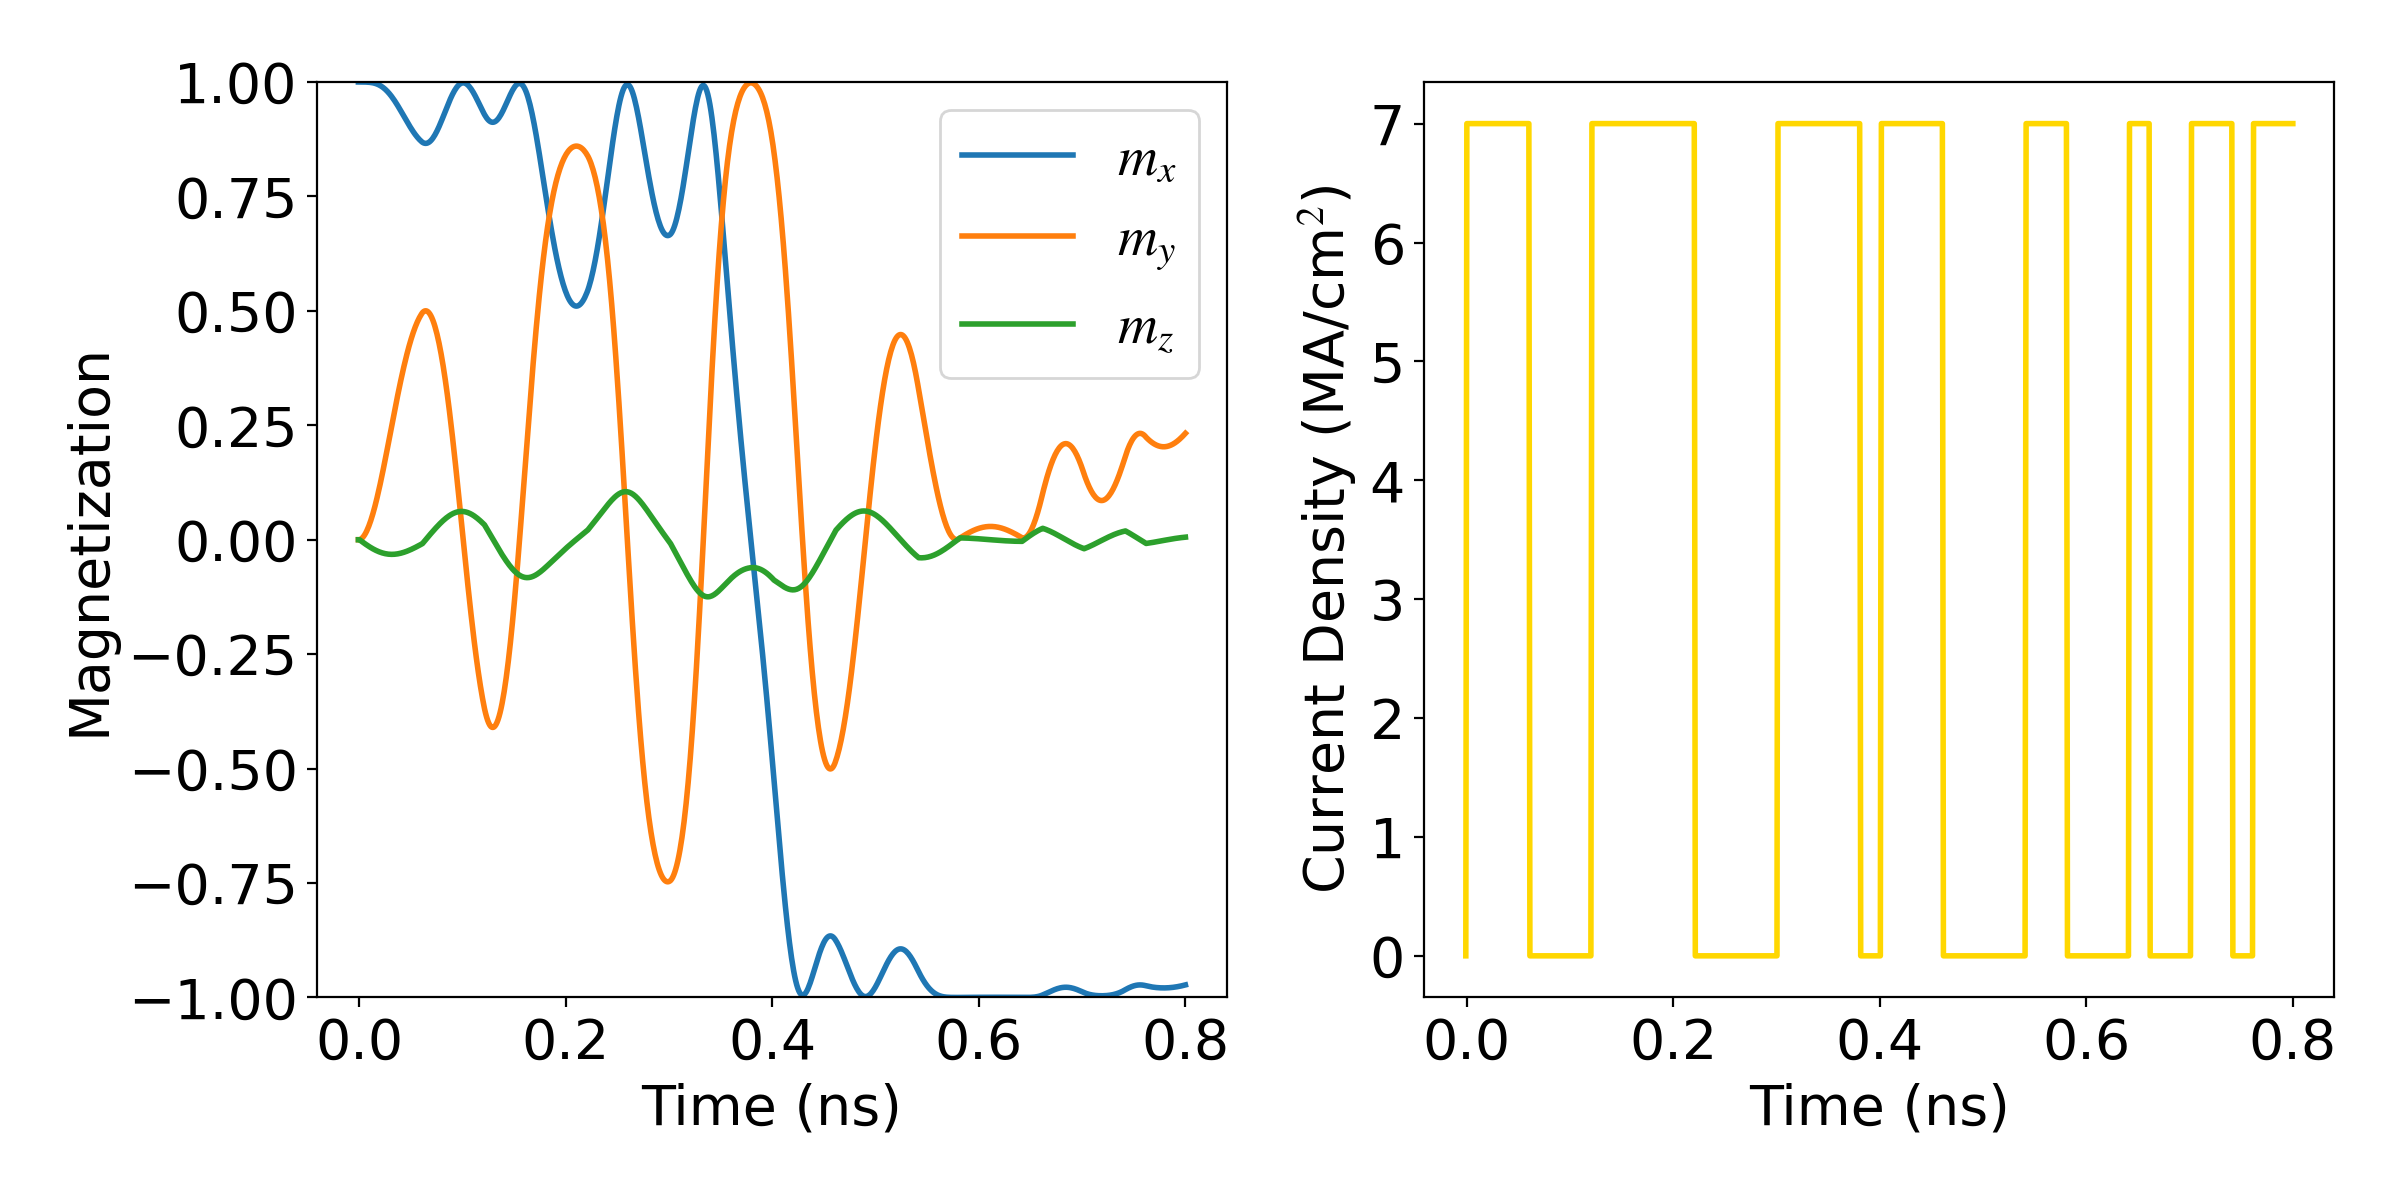 1.00
0.75
0.50
0.25
0.00
−0.25
−0.50
−0.75
−1.00
Magnetization
0.0 0.2 0.4 0.6 0.8
Time (ns)
mₓ
m_y
m_z
7
6
5
4
3
2
1
0
Current Density (MA/cm²)
0.0 0.2 0.4 0.6 0.8
Time (ns)